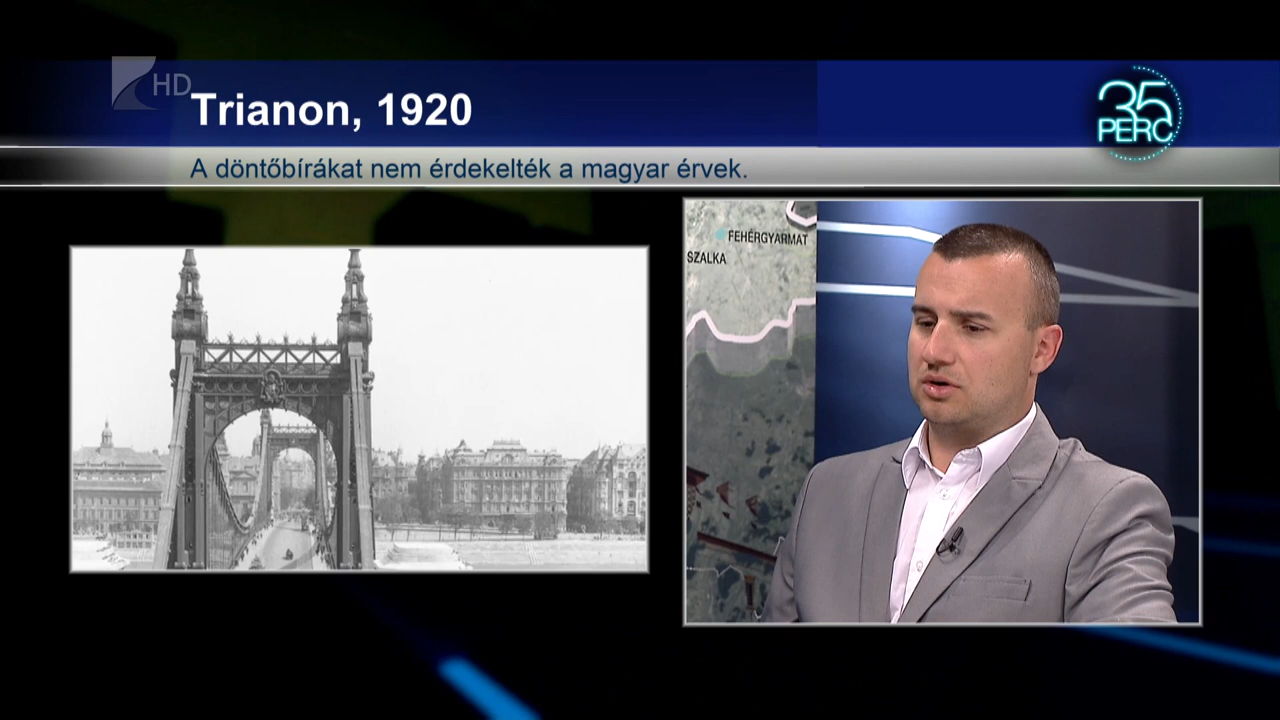 HD
Trianon, 1920
35
PERC
A döntőbírákat nem érdekelték a magyar érvek.
FEHÉRGYARMAT
SZALKA